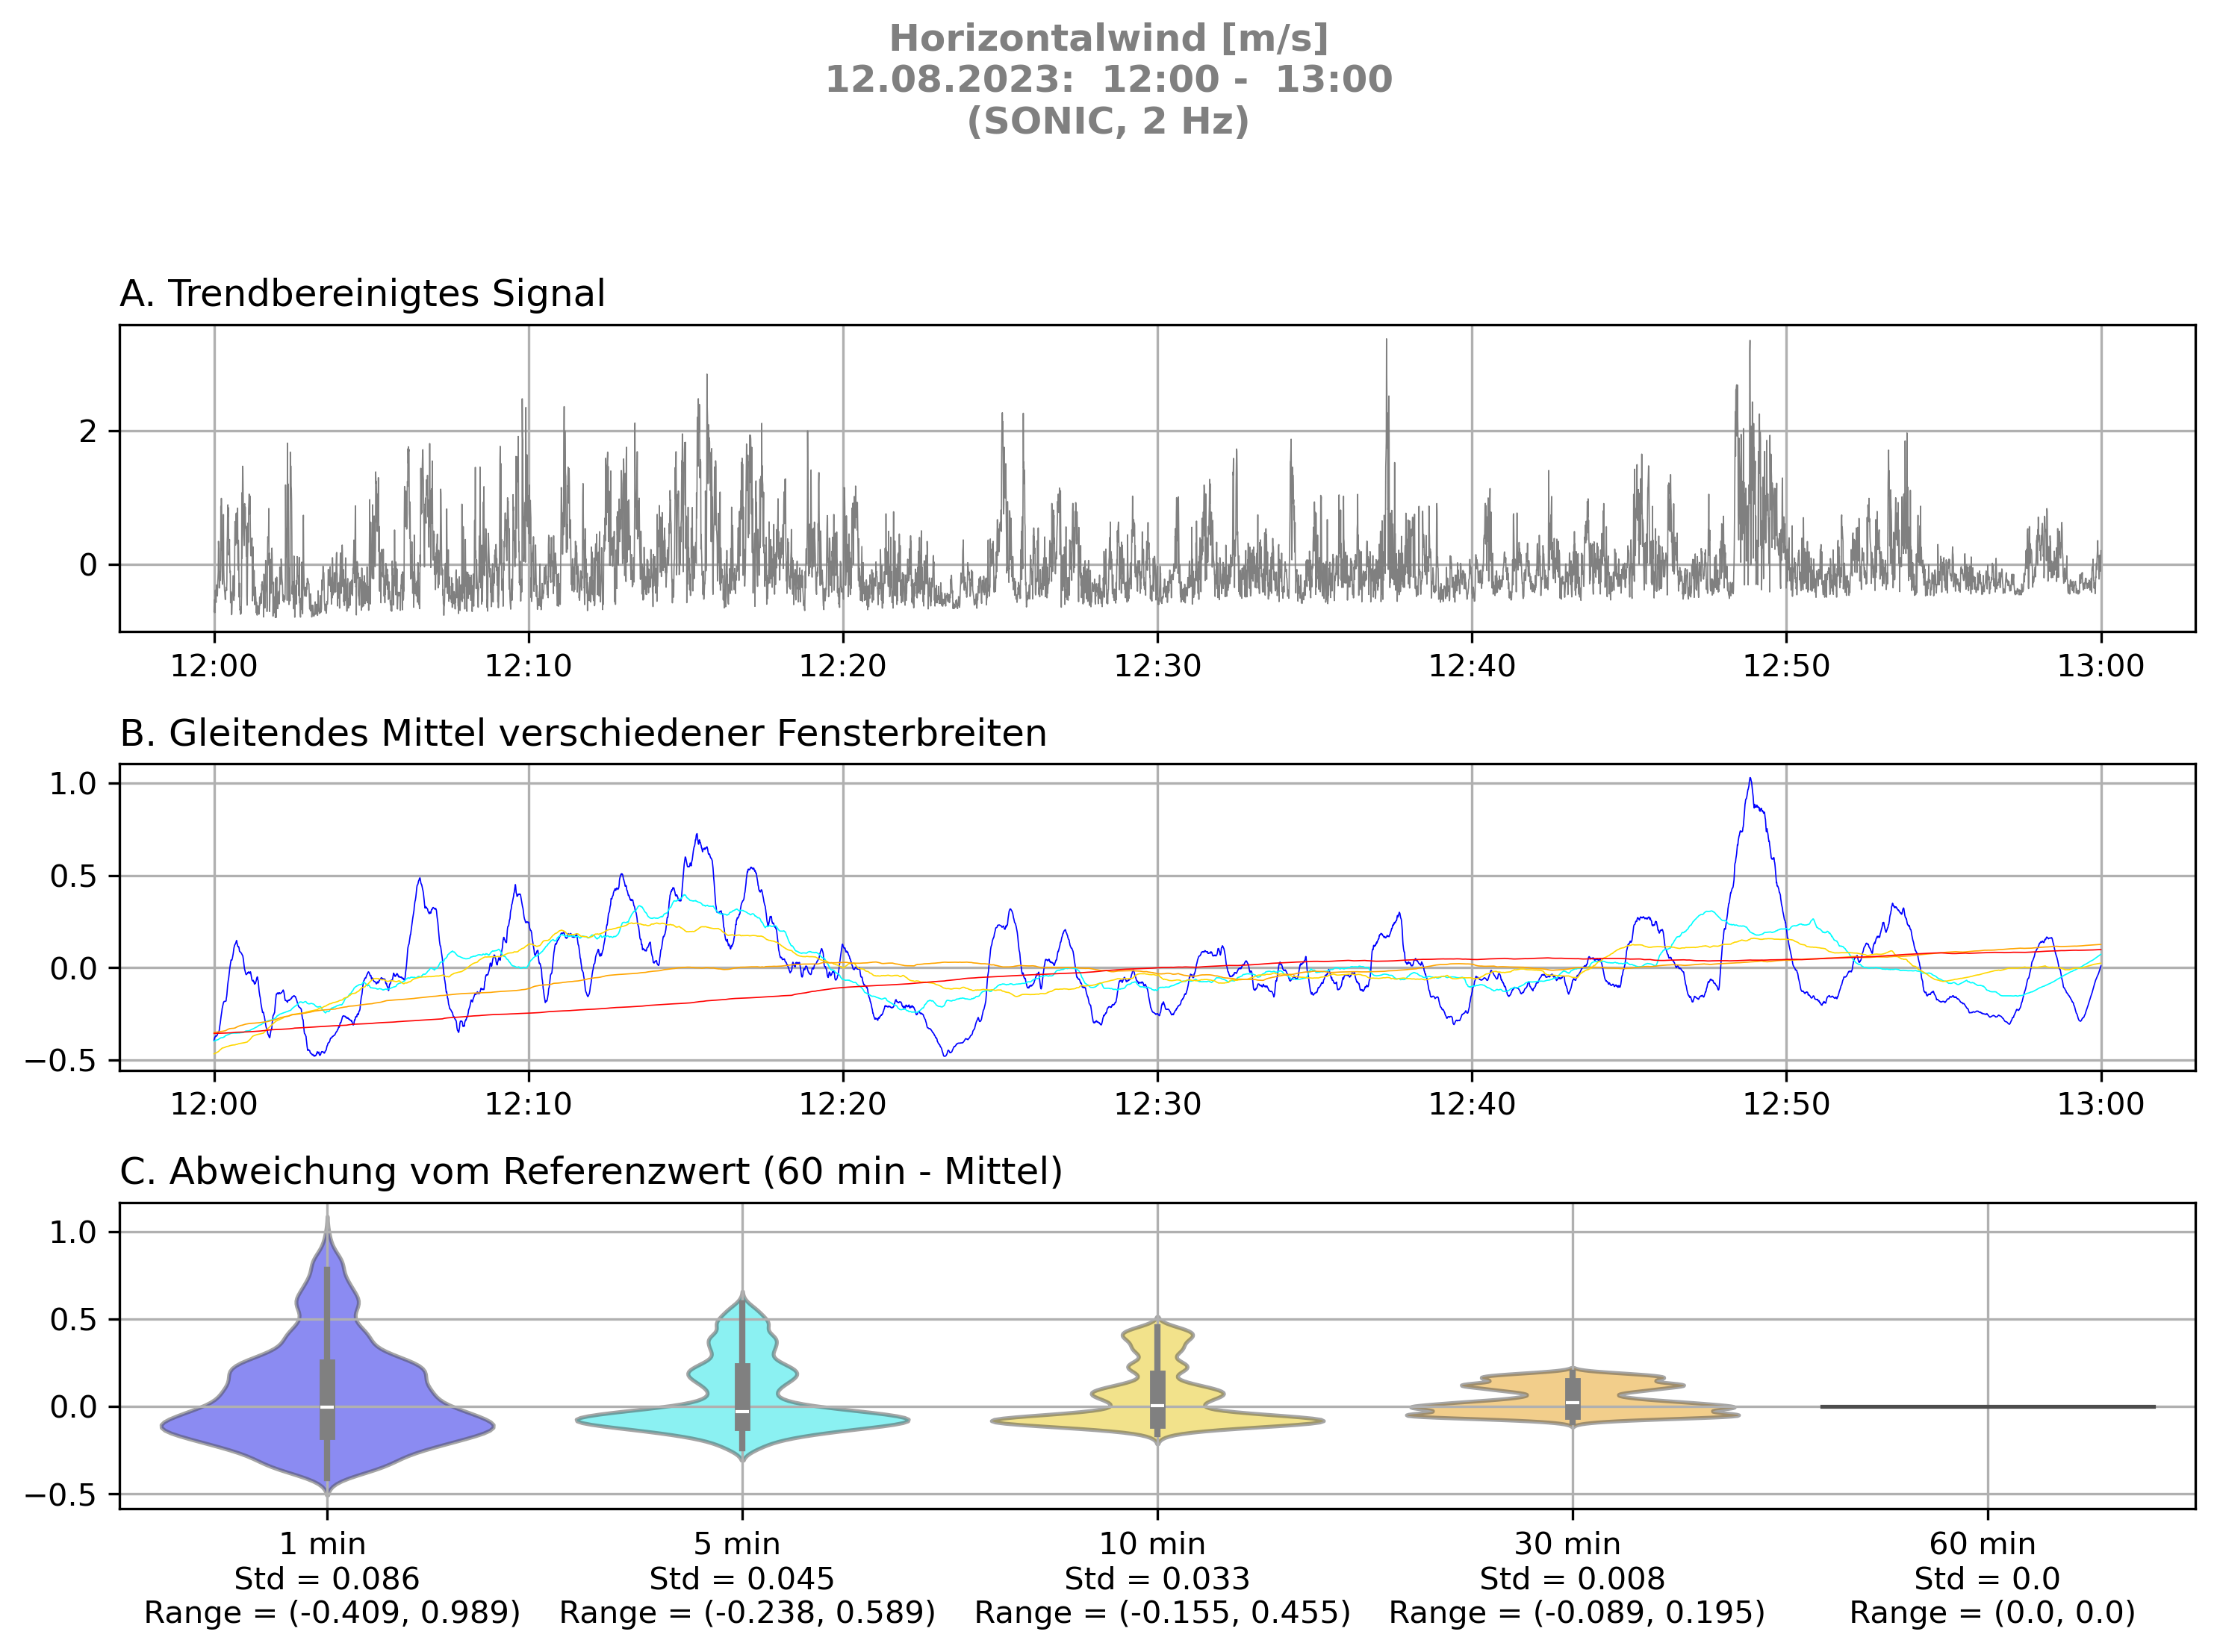 Horizontalwind [m/s]
12.08.2023:  12:00 -  13:00
(SONIC, 2 Hz)
A. Trendbereinigtes Signal
2
0
12:00 12:10 12:20 12:30 12:40 12:50 13:00
B. Gleitendes Mittel verschiedener Fensterbreiten
1.0
0.5
0.0
−0.5
12:00 12:10 12:20 12:30 12:40 12:50 13:00
C. Abweichung vom Referenzwert (60 min - Mittel)
1.0
0.5
0.0
−0.5
1 min 5 min 10 min 30 min 60 min
Std = 0.086 Std = 0.045 Std = 0.033 Std = 0.008 Std = 0.0
Range = (-0.409, 0.989) Range = (-0.238, 0.589) Range = (-0.155, 0.455) Range = (-0.089, 0.195) Range = (0.0, 0.0)